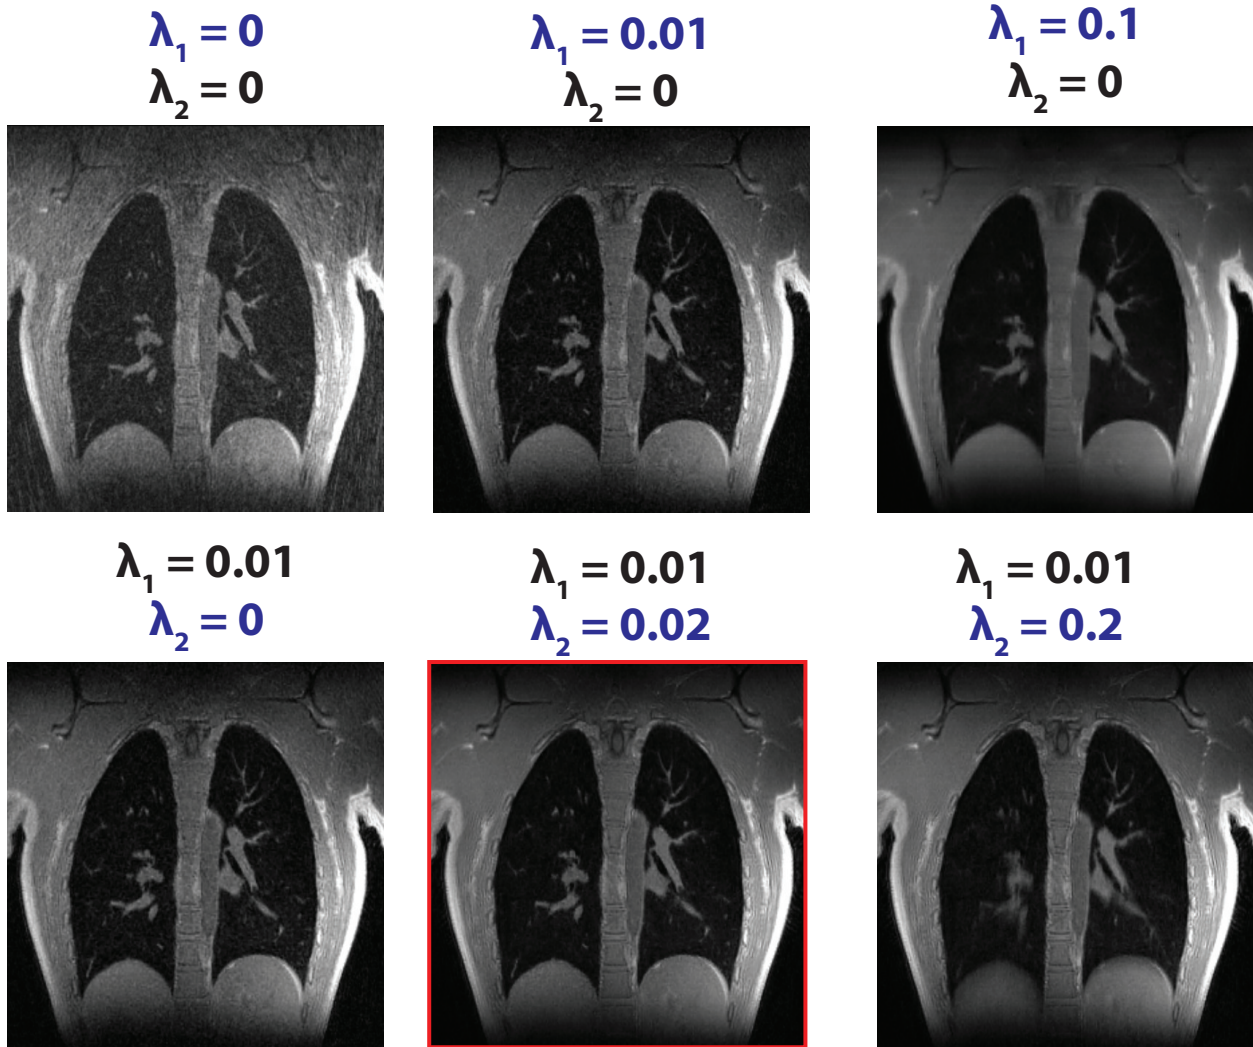 λ₁ = 0
λ₂ = 0
λ₁ = 0.01
λ₂ = 0
λ₁ = 0.1
λ₂ = 0
λ₁ = 0.01
λ₂ = 0
λ₁ = 0.01
λ₂ = 0.02
λ₁ = 0.01
λ₂ = 0.2